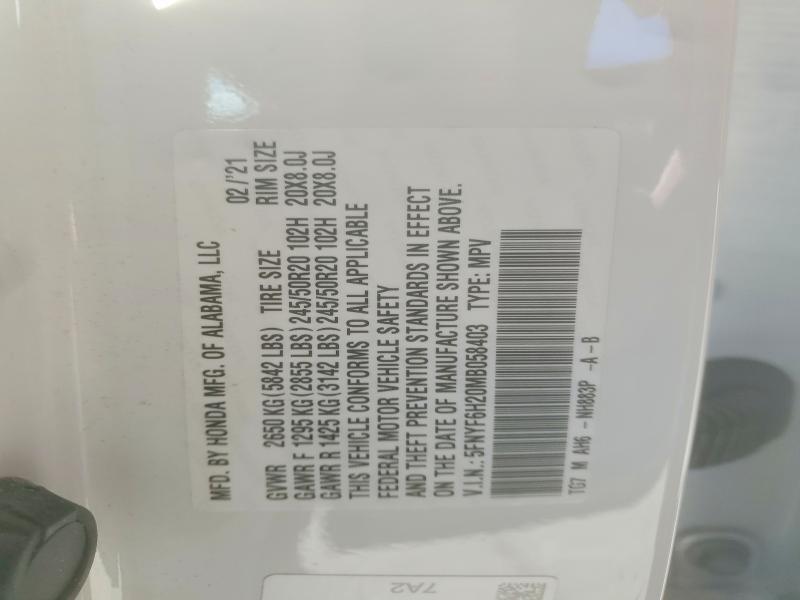 MFD. BY HONDA MFG. OF ALABAMA, LLC 02/'21
GVWR 2650 KG (5842 LBS) TIRE SIZE RIM SIZE
GAWR F 1295 KG (2855 LBS) 245/50R20 102H 20X8.0J
GAWR R 1425 KG (3142 LBS) 245/50R20 102H 20X8.0J
THIS VEHICLE CONFORMS TO ALL APPLICABLE
FEDERAL MOTOR VEHICLE SAFETY
AND THEFT PREVENTION STANDARDS IN EFFECT
ON THE DATE OF MANUFACTURE SHOWN ABOVE.
V.I.N.: 5FNYF6H20MB058403 TYPE: MPV
TG7 M AH6 - NH883P -A-B
7A2